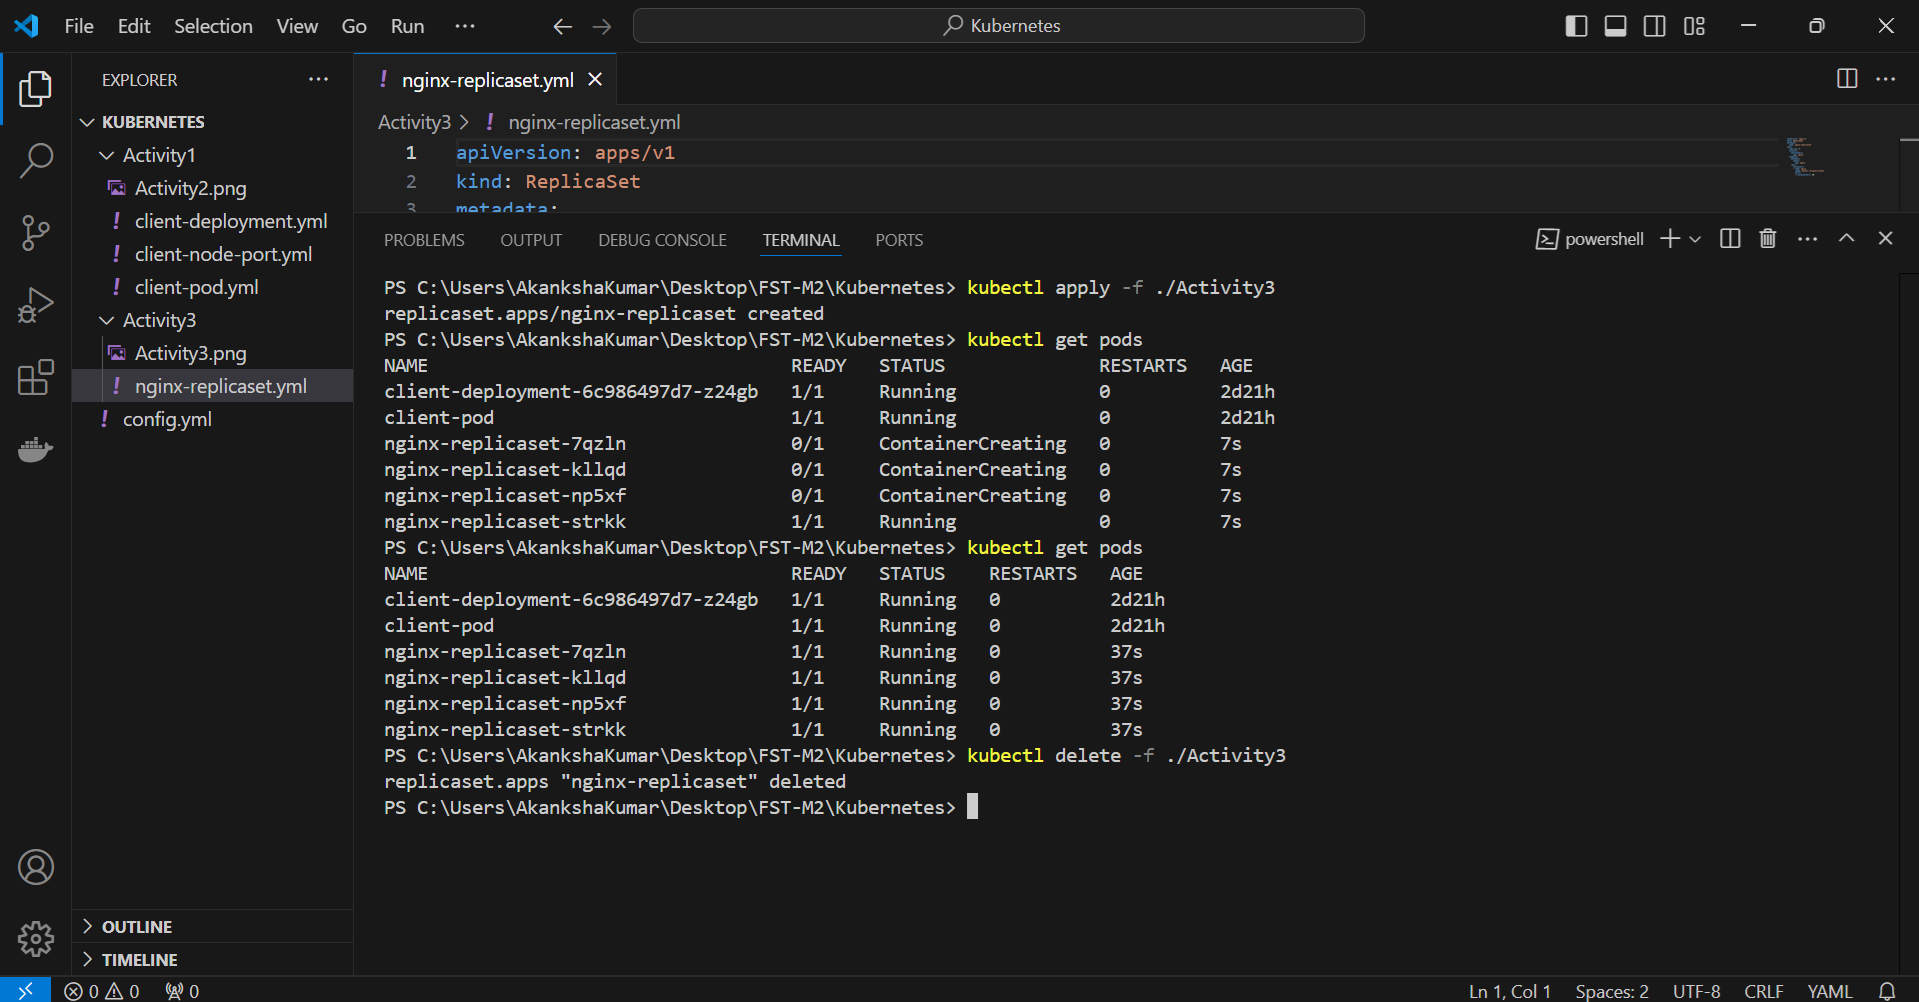 File Edit Selection View Go Run ··· Kubernetes
EXPLORER ···
KUBERNETES
Activity1
Activity2.png
! client-deployment.yml
! client-node-port.yml
! client-pod.yml
Activity3
Activity3.png
! nginx-replicaset.yml
! config.yml
OUTLINE
TIMELINE
! nginx-replicaset.yml
Activity3 > ! nginx-replicaset.yml
1 apiVersion: apps/v1
2 kind: ReplicaSet
3 metadata:
PROBLEMS OUTPUT DEBUG CONSOLE TERMINAL PORTS powershell
PS C:\Users\AkankshaKumar\Desktop\FST-M2\Kubernetes> kubectl apply -f ./Activity3
replicaset.apps/nginx-replicaset created
PS C:\Users\AkankshaKumar\Desktop\FST-M2\Kubernetes> kubectl get pods
NAME READY STATUS RESTARTS AGE
client-deployment-6c986497d7-z24gb 1/1 Running 0 2d21h
client-pod 1/1 Running 0 2d21h
nginx-replicaset-7qzln 0/1 ContainerCreating 0 7s
nginx-replicaset-kllqd 0/1 ContainerCreating 0 7s
nginx-replicaset-np5xf 0/1 ContainerCreating 0 7s
nginx-replicaset-strkk 1/1 Running 0 7s
PS C:\Users\AkankshaKumar\Desktop\FST-M2\Kubernetes> kubectl get pods
NAME READY STATUS RESTARTS AGE
client-deployment-6c986497d7-z24gb 1/1 Running 0 2d21h
client-pod 1/1 Running 0 2d21h
nginx-replicaset-7qzln 1/1 Running 0 37s
nginx-replicaset-kllqd 1/1 Running 0 37s
nginx-replicaset-np5xf 1/1 Running 0 37s
nginx-replicaset-strkk 1/1 Running 0 37s
PS C:\Users\AkankshaKumar\Desktop\FST-M2\Kubernetes> kubectl delete -f ./Activity3
replicaset.apps "nginx-replicaset" deleted
PS C:\Users\AkankshaKumar\Desktop\FST-M2\Kubernetes>
0 0 0 Ln 1, Col 1 Spaces: 2 UTF-8 CRLF YAML